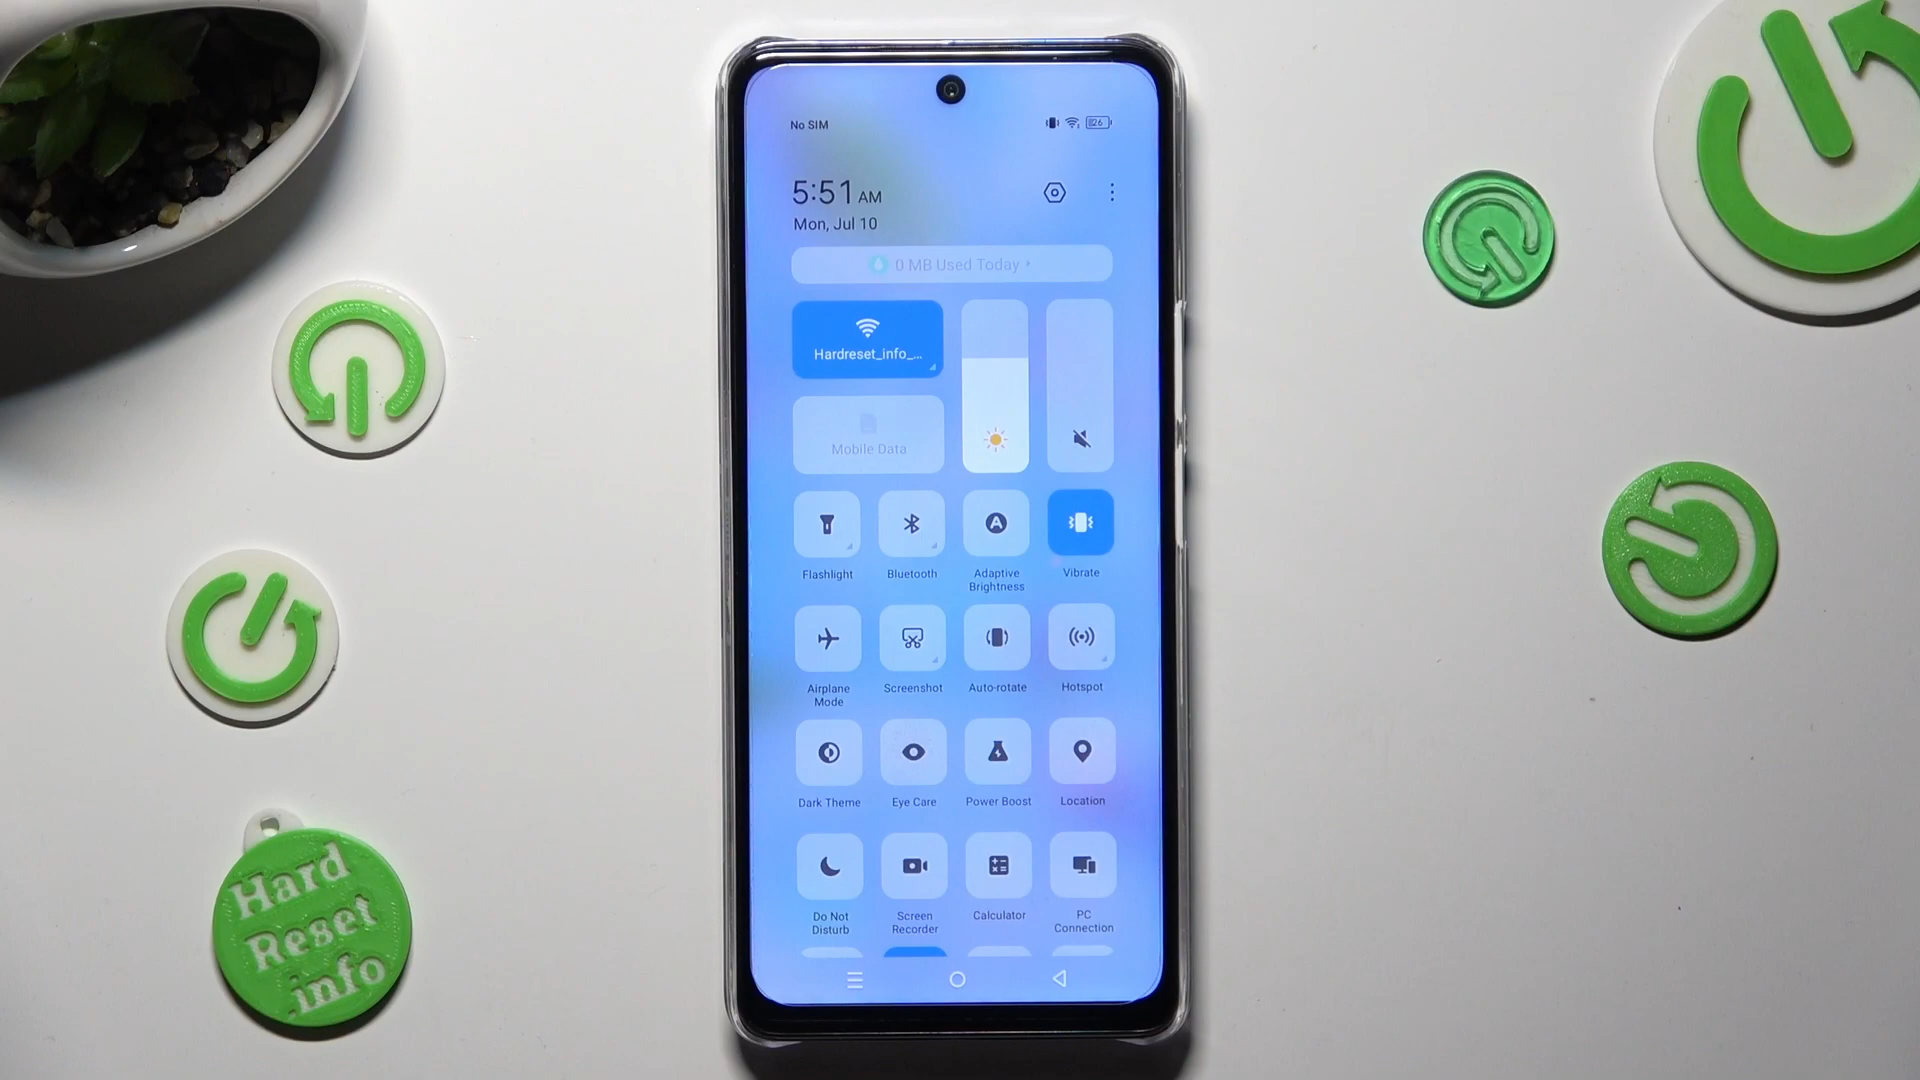 No SIM
826
5:51 AM
Mon, Jul 10
0 MB Used Today
Hardreset_info_...
Mobile Data
A
Flashlight
Bluetooth
Adaptive
Brightness
Vibrate
Airplane
Mode
Screenshot
Auto-rotate
Hotspot
Dark Theme
Eye Care
Power Boost
Location
Do Not
Disturb
Screen
Recorder
Calculator
PC
Connection
Hard
Reset
.info